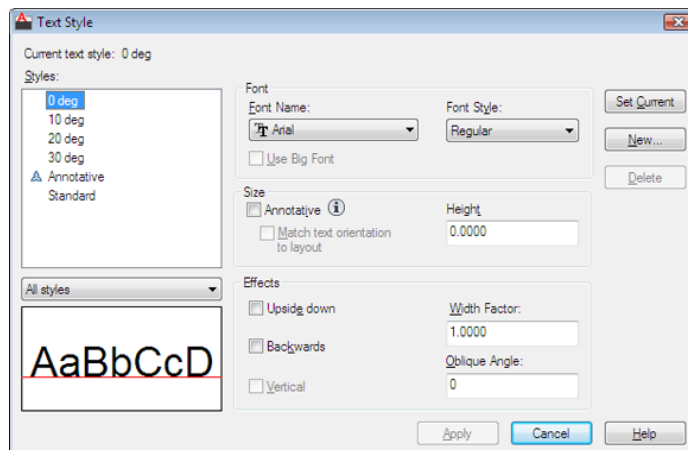 Text Style
Current text style: 0 deg
Styles:
0 deg
10 deg
20 deg
30 deg
Annotative
Standard
All styles
AaBbCcD
Font
Font Name:
Arial
Font Style:
Regular
Use Big Font
Size
Annotative
Match text orientation
to layout
Height
0.0000
Effects
Upside down
Backwards
Vertical
Width Factor:
1.0000
Oblique Angle:
0
Set Current
New...
Delete
Apply
Cancel
Help